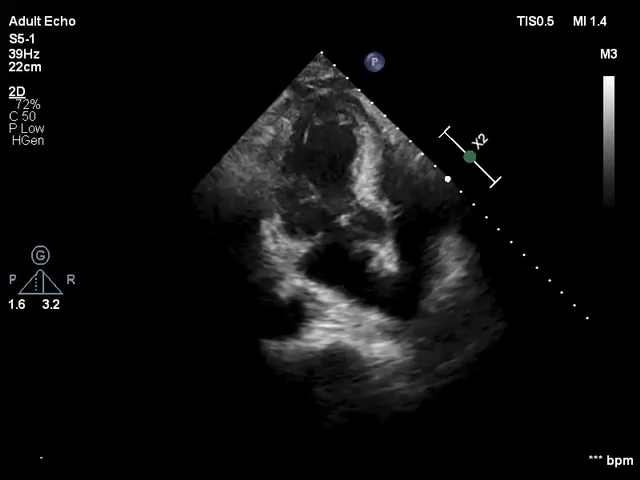 Adult Echo
TIS0.5 MI 1.4
S5-1
39Hz
22cm
M3
2D
72%
C 50
P Low
HGen
P
X2
G
P R
1.6 3.2
*** bpm